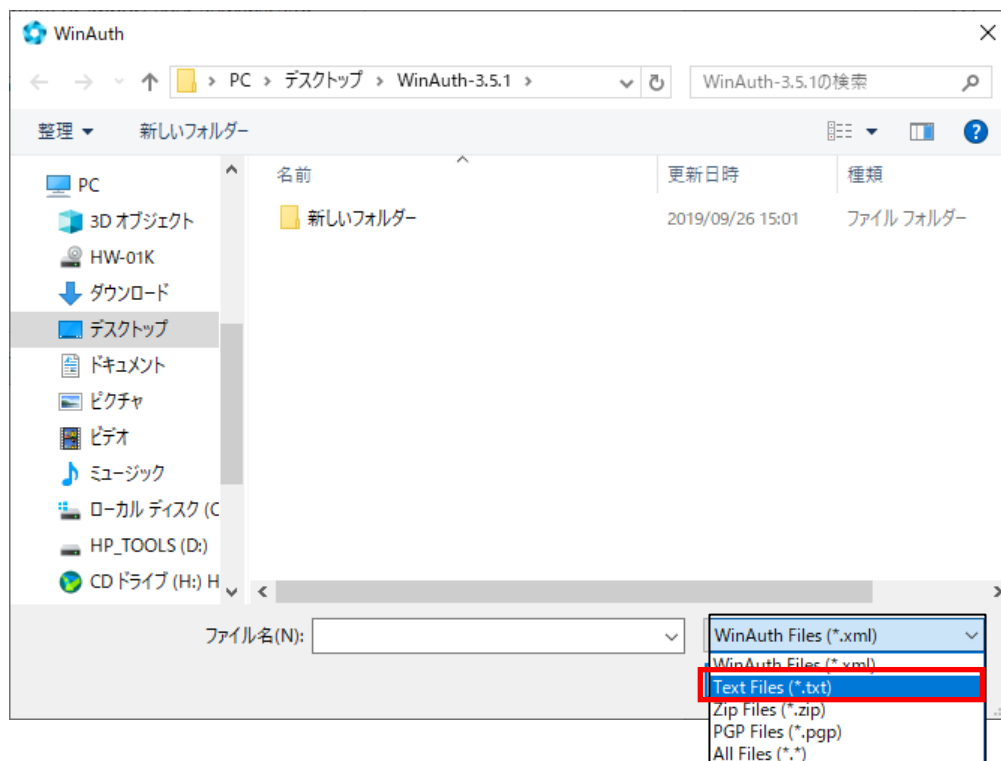 WinAuth
PC > デスクトップ > WinAuth-3.5.1 >
WinAuth-3.5.1の検索
整理
新しいフォルダー
名前
更新日時
種類
新しいフォルダー
2019/09/26 15:01
ファイル フォルダー
PC
3D オブジェクト
HW-01K
ダウンロード
デスクトップ
ドキュメント
ピクチャ
ビデオ
ミュージック
ローカル ディスク (C
HP_TOOLS (D:)
CD ドライブ (H:) H
ファイル名(N):
WinAuth Files (*.xml)
WinAuth Files (*.xml)
Text Files (*.txt)
Zip Files (*.zip)
PGP Files (*.pgp)
All Files (*.*)